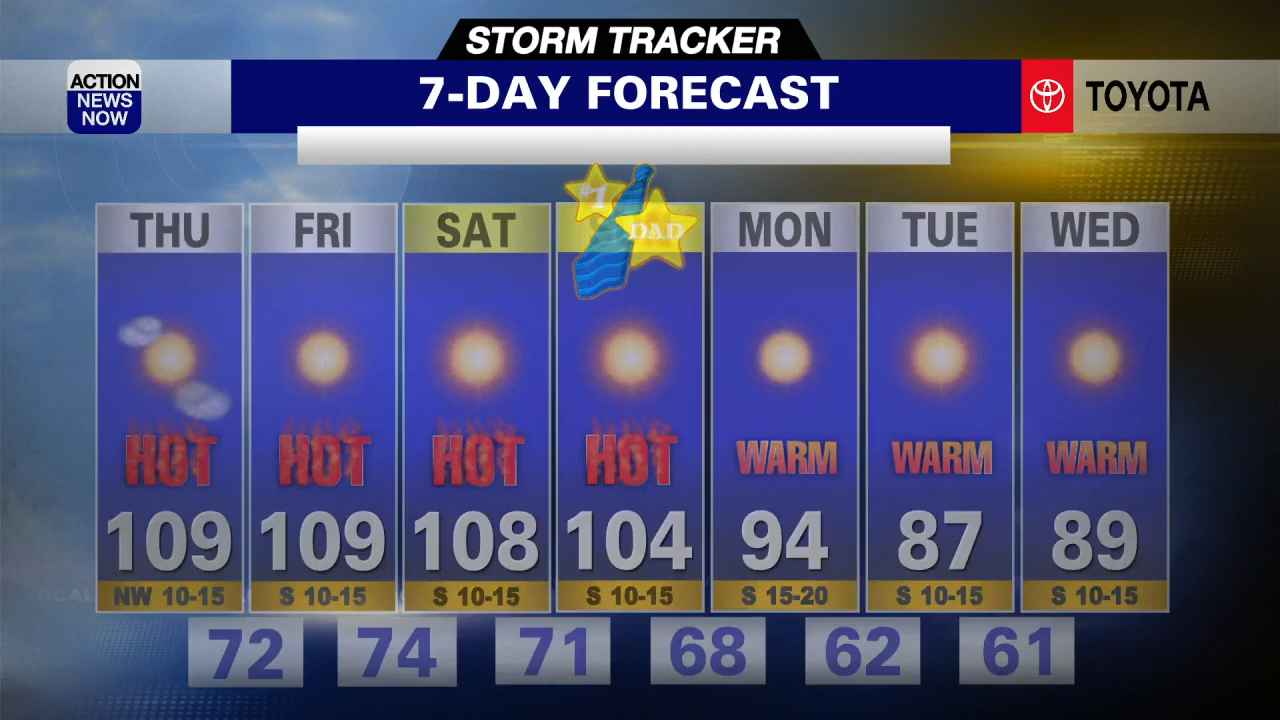 STORM TRACKER
ACTION
NEWS
NOW
7-DAY FORECAST
TOYOTA
#1
DAD
THU FRI SAT MON TUE WED
HOT HOT HOT HOT WARM WARM WARM
109 109 108 104 94 87 89
NW 10-15 S 10-15 S 10-15 S 10-15 S 15-20 S 10-15 S 10-15
72 74 71 68 62 61